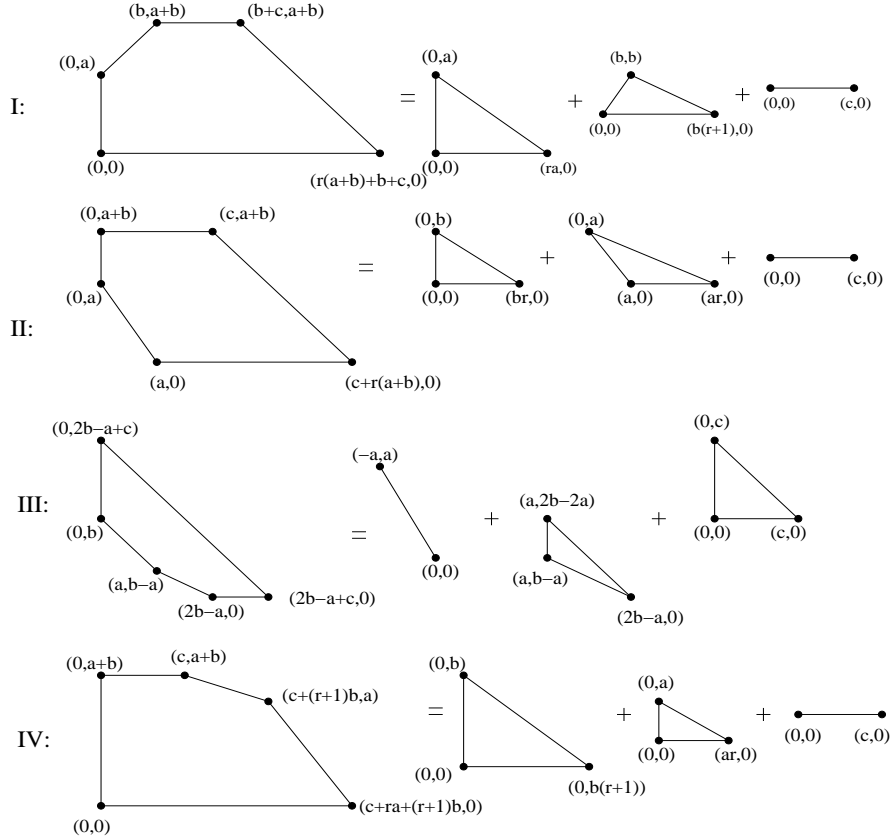 (b,a+b) (b+c,a+b)
(0,a) (0,a) (b,b)
I: = + +
(0,0) (c,0)
(0,0) (b(r+1),0)
(0,0) (r(a+b)+b+c,0) (0,0) (ra,0)
(0,a+b) (c,a+b) (0,b) (0,a)
= + +
(0,a) (0,0) (br,0) (a,0) (ar,0) (0,0) (c,0)
II:
(a,0) (c+r(a+b),0)
(0,2b−a+c) (−a,a) (0,c)
III: (a,2b−2a)
= + +
(0,b) (0,0) (c,0)
(0,0)
(a,b−a) (a,b−a)
(2b−a,0) (2b−a+c,0) (2b−a,0)
(0,a+b) (c,a+b) (0,b)
(c+(r+1)b,a) (0,a)
IV: = + +
(0,0) (0,0) (ar,0) (0,0) (c,0)
(0,b(r+1))
(0,0) (c+ra+(r+1)b,0)